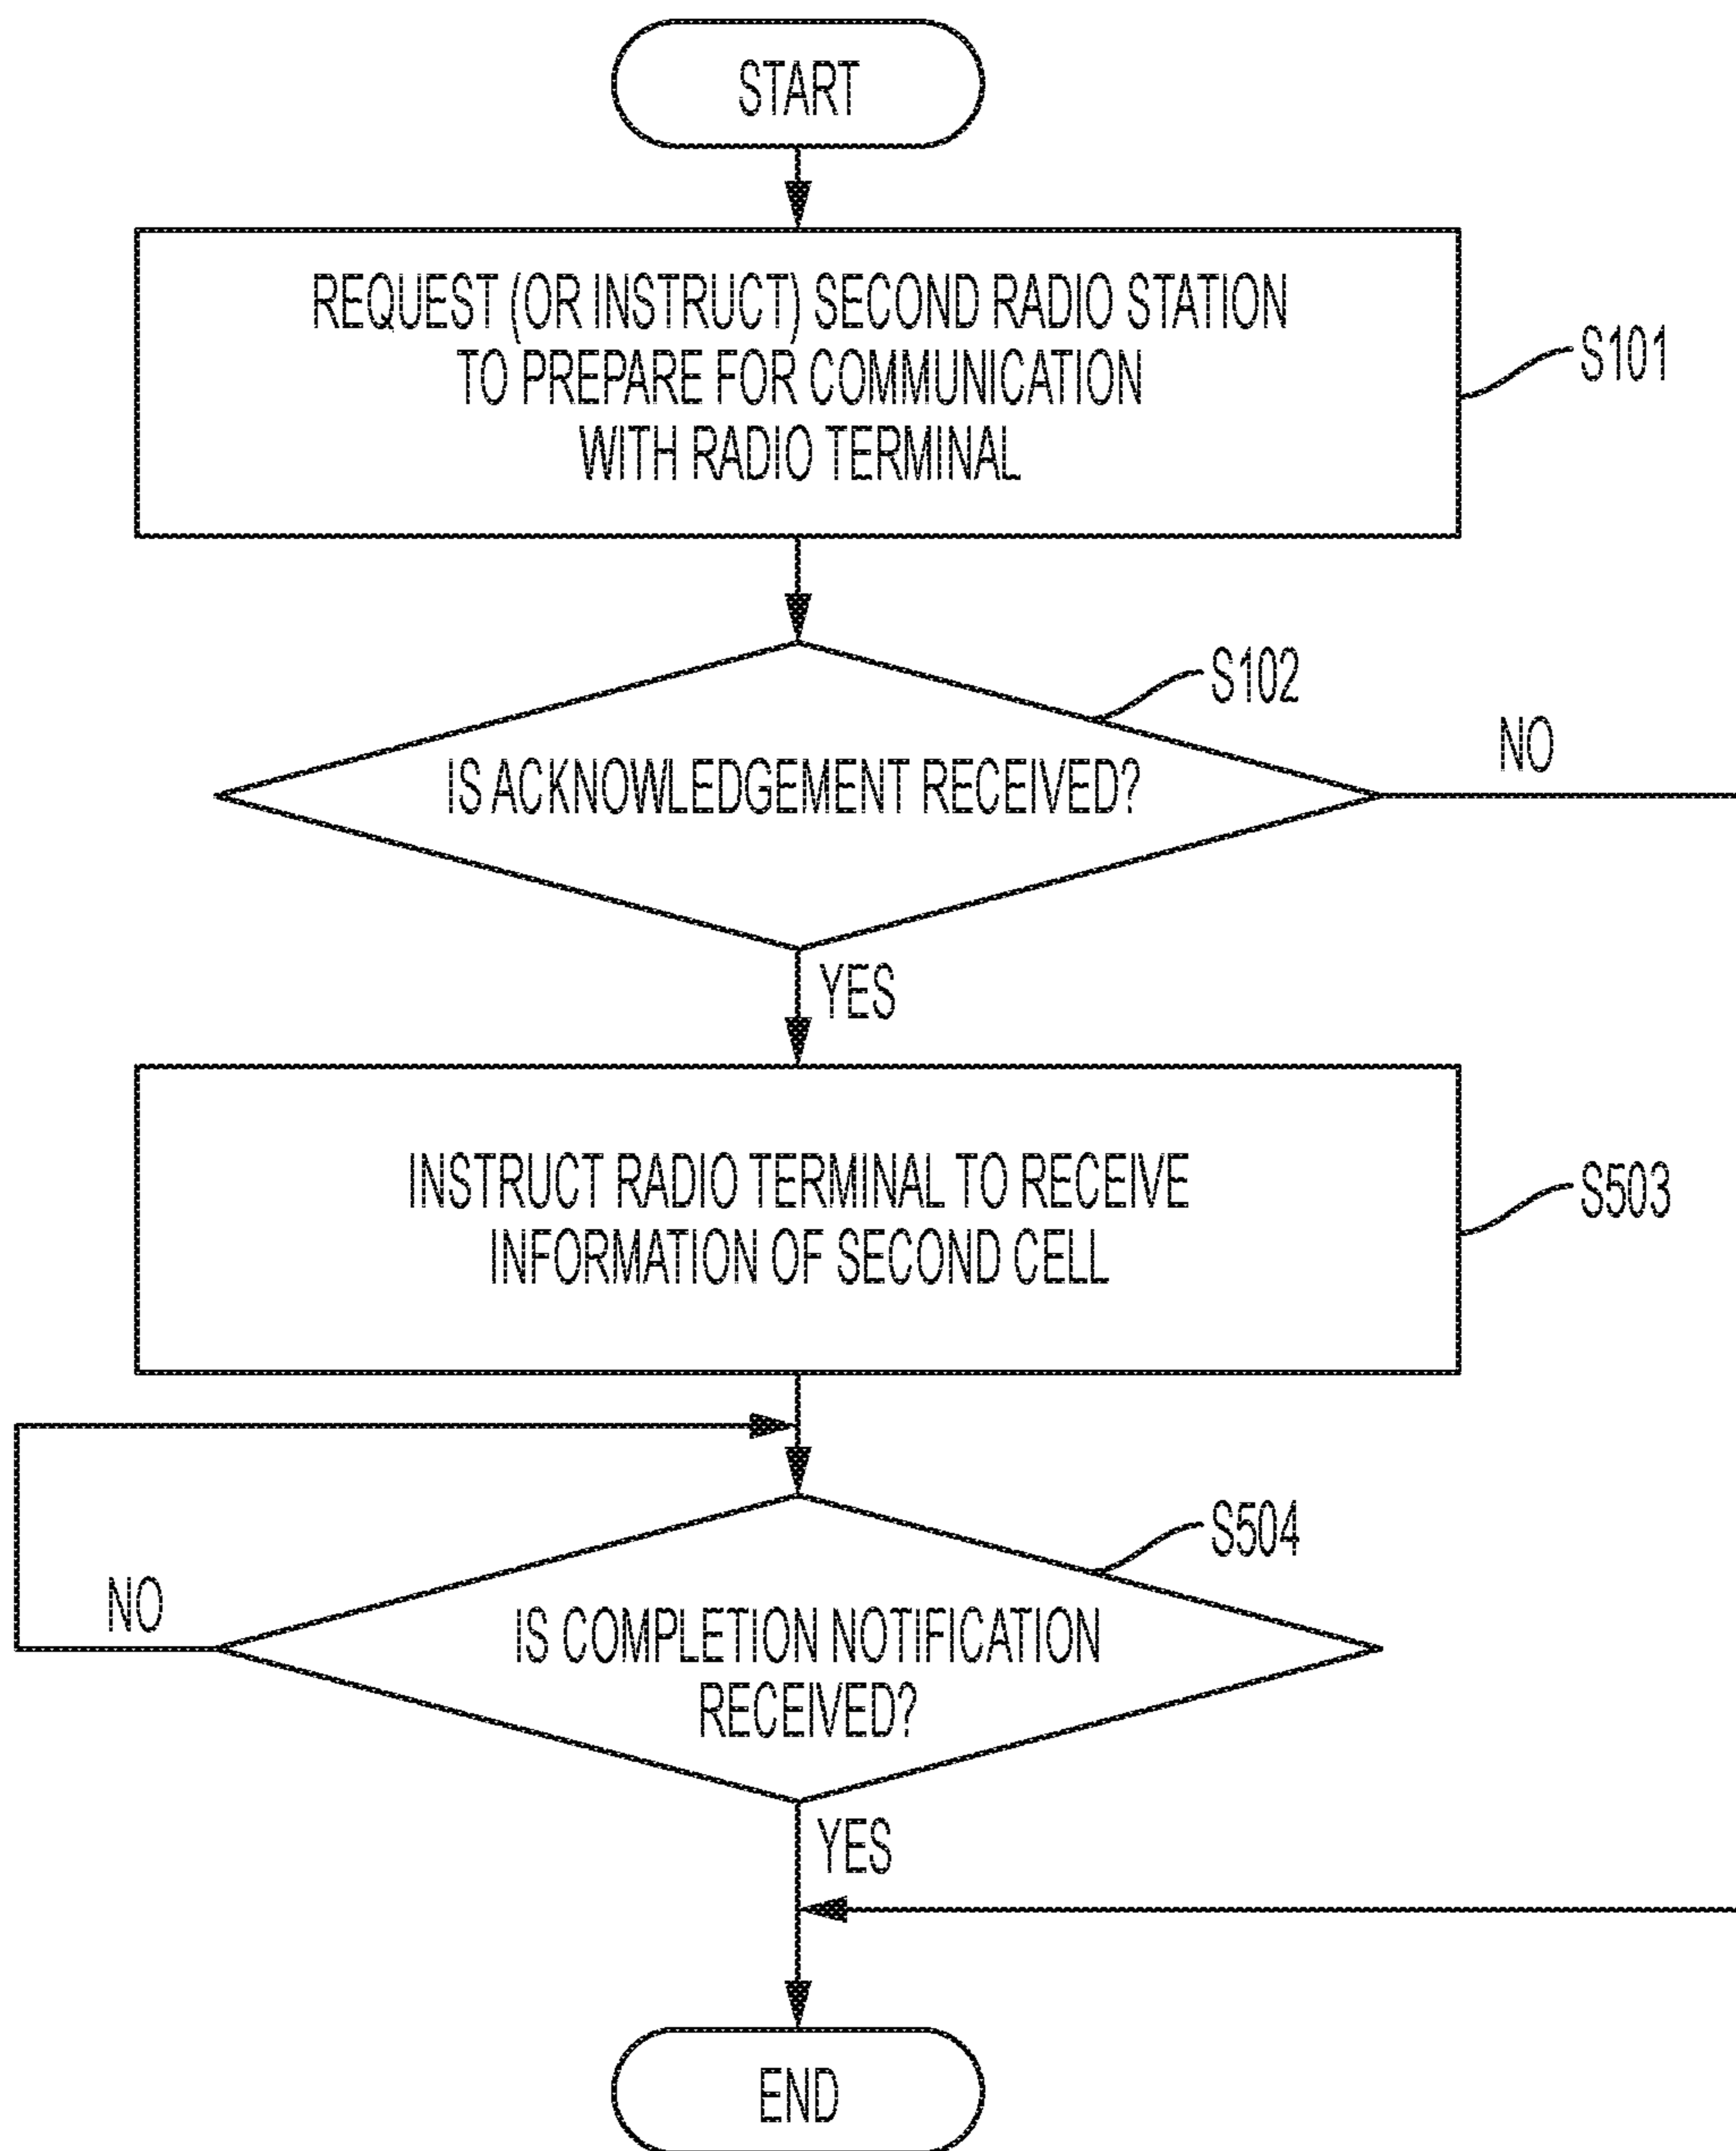 START
REQUEST (OR INSTRUCT) SECOND RADIO STATION
TO PREPARE FOR COMMUNICATION
WITH RADIO TERMINAL
S101
S102
IS ACKNOWLEDGEMENT RECEIVED?
NO
YES
INSTRUCT RADIO TERMINAL TO RECEIVE
INFORMATION OF SECOND CELL
S503
S504
NO
IS COMPLETION NOTIFICATION
RECEIVED?
YES
END